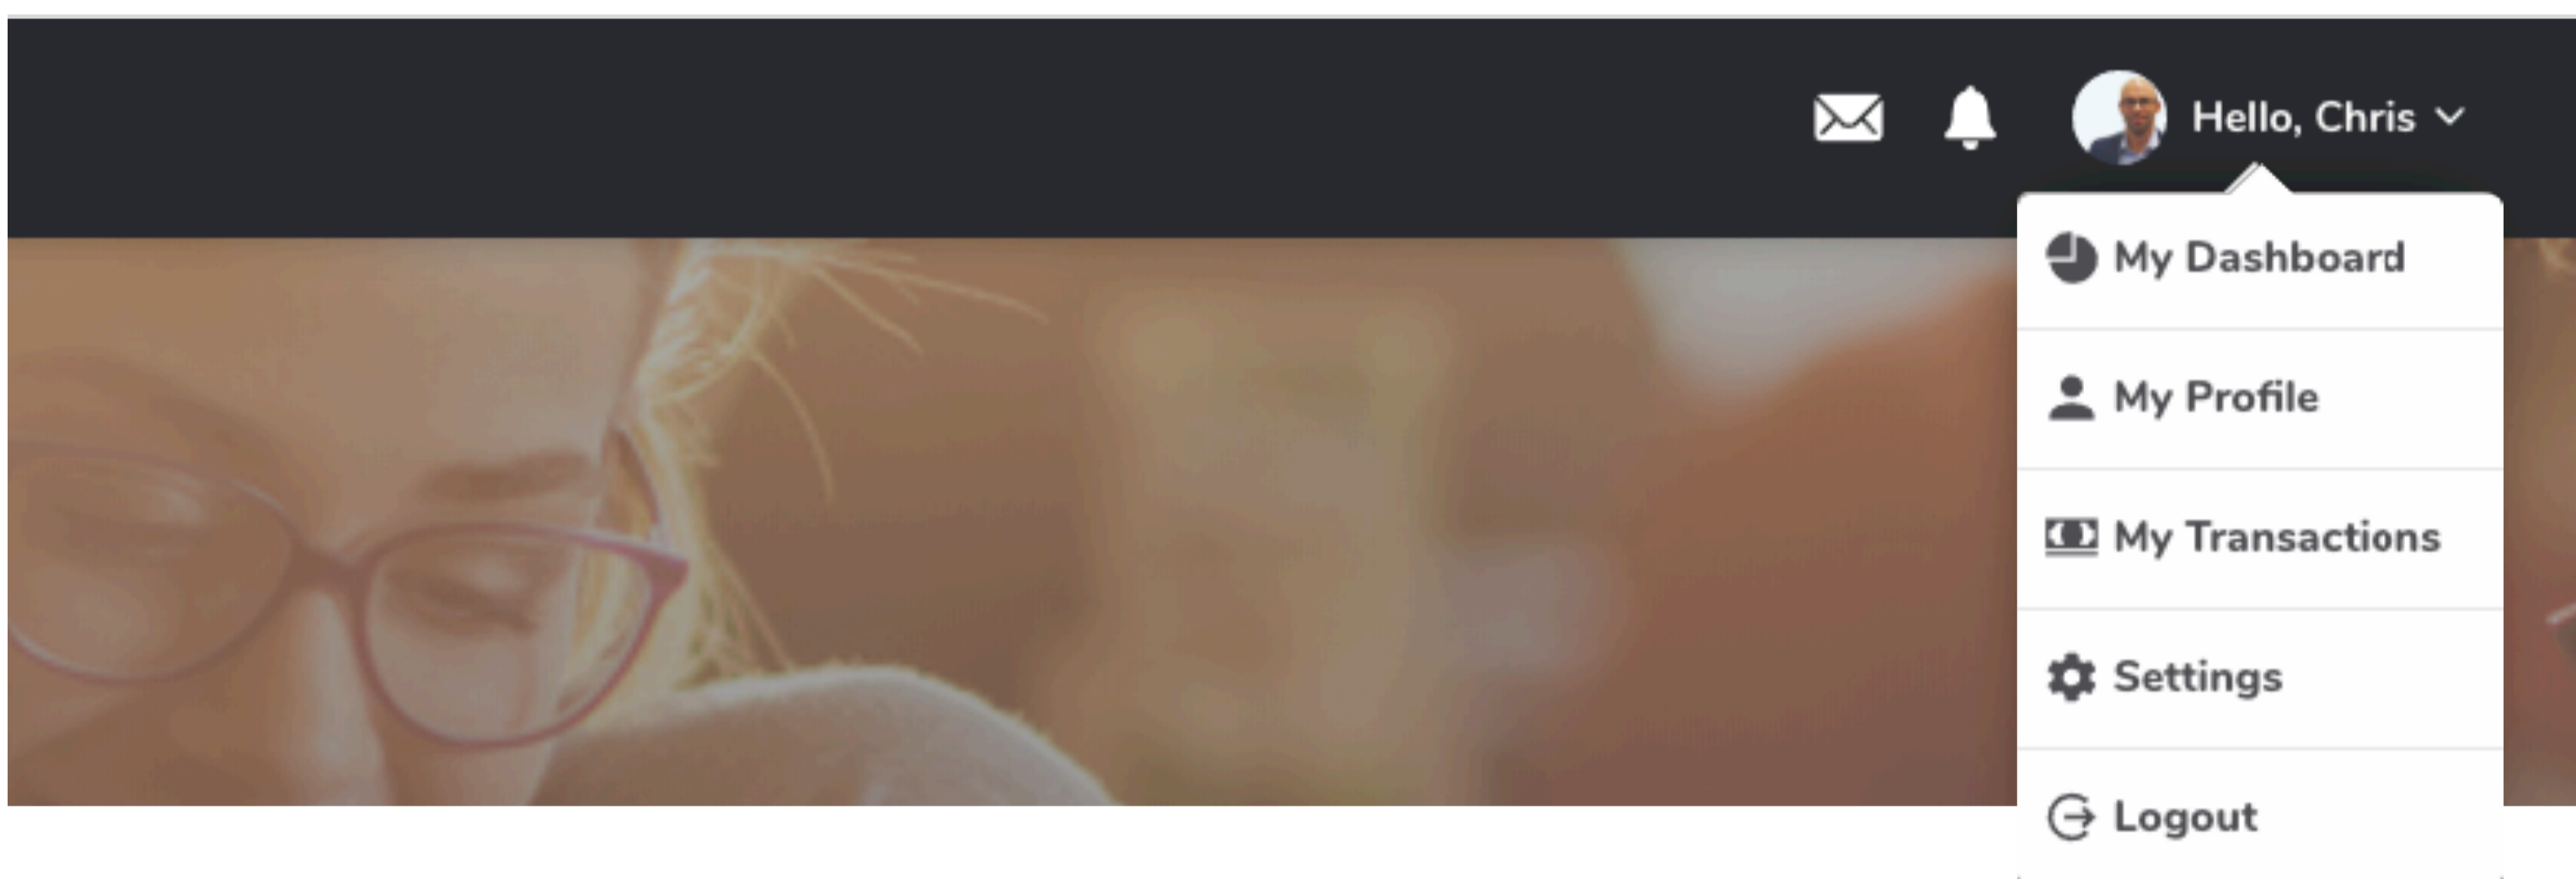 Hello, Chris
My Dashboard
My Profile
My Transactions
Settings
Logout